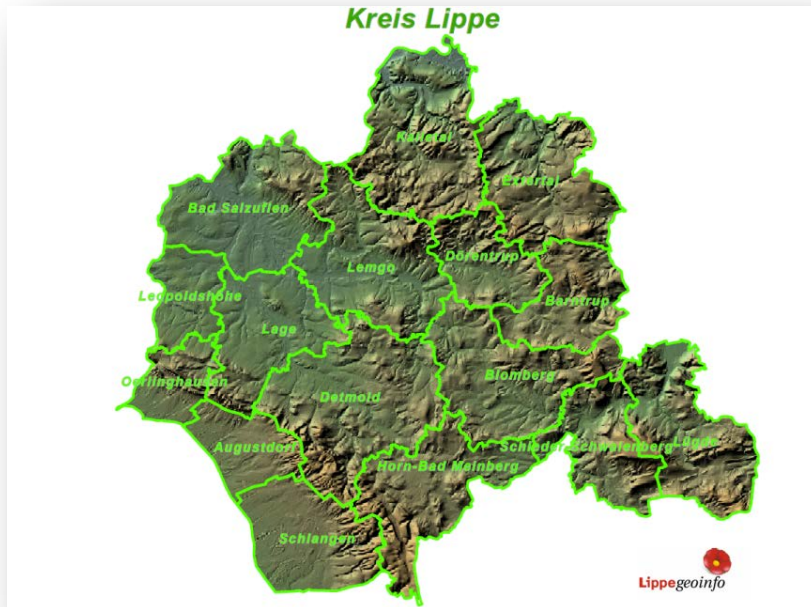 Kreis Lippe
Kalletal
Extertal
Bad Salzuflen
Dörentrup
Lemgo
Leopoldshöhe
Barntrup
Lage
Oerlinghausen
Blomberg
Detmold
Augustdorf
Schieder-Schwalenberg
Lügde
Horn-Bad Meinberg
Schlangen
Lippegeoinfo